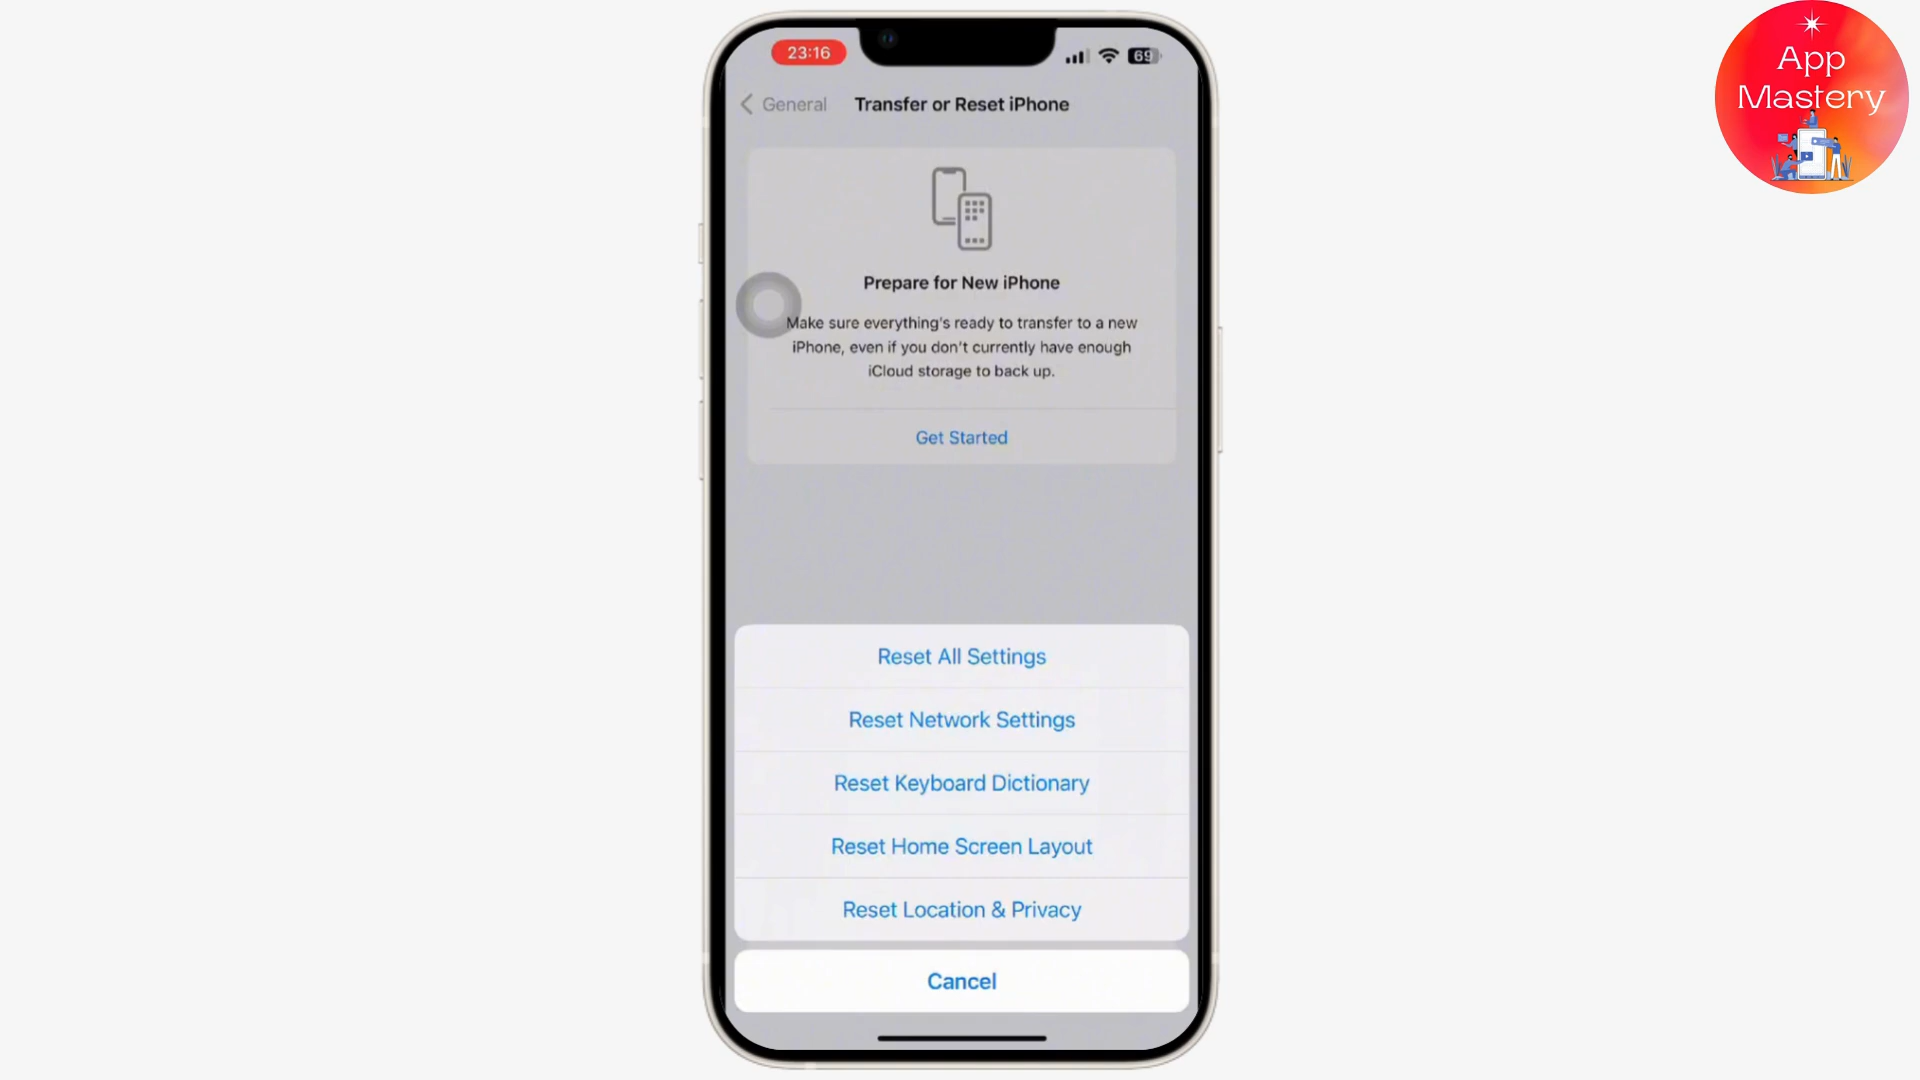 23:16
69
General
Transfer or Reset iPhone
Prepare for New iPhone
Make sure everything's ready to transfer to a new
iPhone, even if you don't currently have enough
iCloud storage to back up.
Get Started
Reset All Settings
Reset Network Settings
Reset Keyboard Dictionary
Reset Home Screen Layout
Reset Location & Privacy
Cancel
App
Mastery